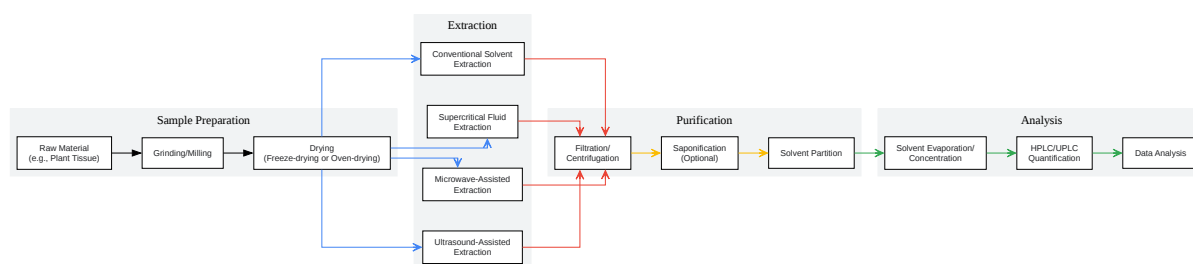 Extraction
Conventional Solvent
Extraction
Sample Preparation
Raw Material
(e.g., Plant Tissue)
Grinding/Milling
Drying
(Freeze-drying or Oven-drying)
Supercritical Fluid
Extraction
Microwave-Assisted
Extraction
Ultrasound-Assisted
Extraction
Purification
Filtration/
Centrifugation
Saponification
(Optional)
Solvent Partition
Analysis
Solvent Evaporation/
Concentration
HPLC/UPLC
Quantification
Data Analysis